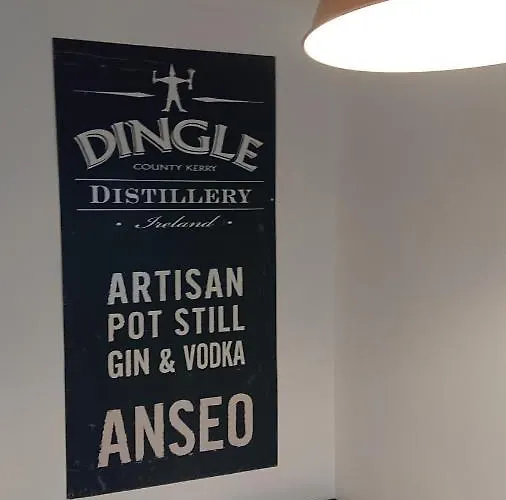 DINGLE
COUNTY KERRY
DISTILLERY
• Ireland •
ARTISAN
POT STILL
GIN & VODKA
ANSEO